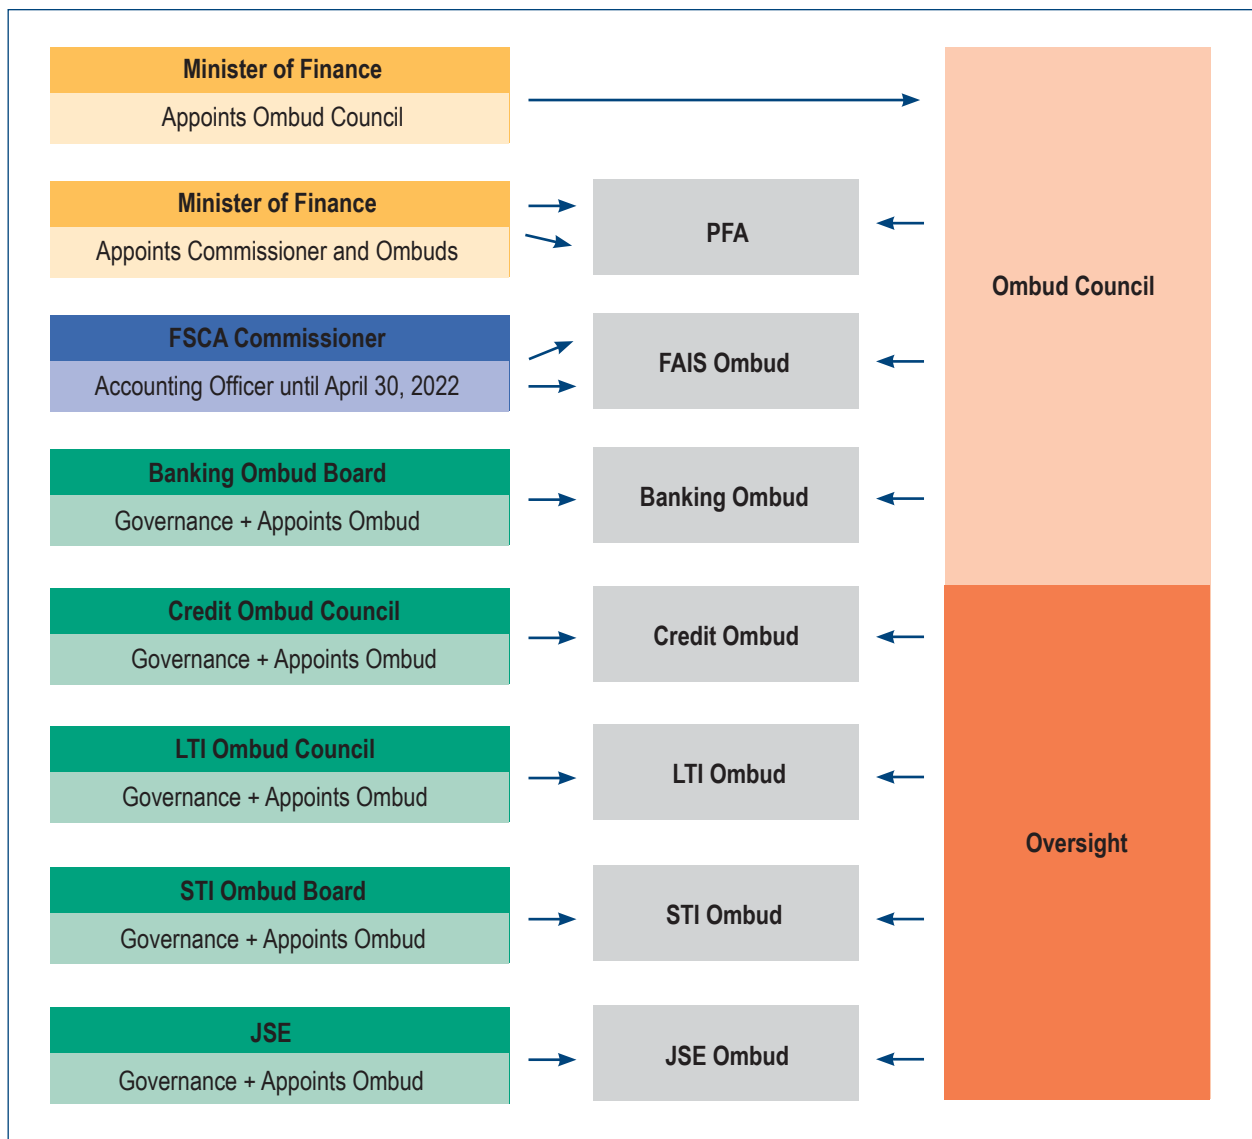 Minister of Finance
Appoints Ombud Council
Minister of Finance
Appoints Commissioner and Ombuds
PFA
Ombud Council
FSCA Commissioner
Accounting Officer until April 30, 2022
FAIS Ombud
Banking Ombud Board
Governance + Appoints Ombud
Banking Ombud
Credit Ombud Council
Governance + Appoints Ombud
Credit Ombud
LTI Ombud Council
Governance + Appoints Ombud
LTI Ombud
Oversight
STI Ombud Board
Governance + Appoints Ombud
STI Ombud
JSE
Governance + Appoints Ombud
JSE Ombud